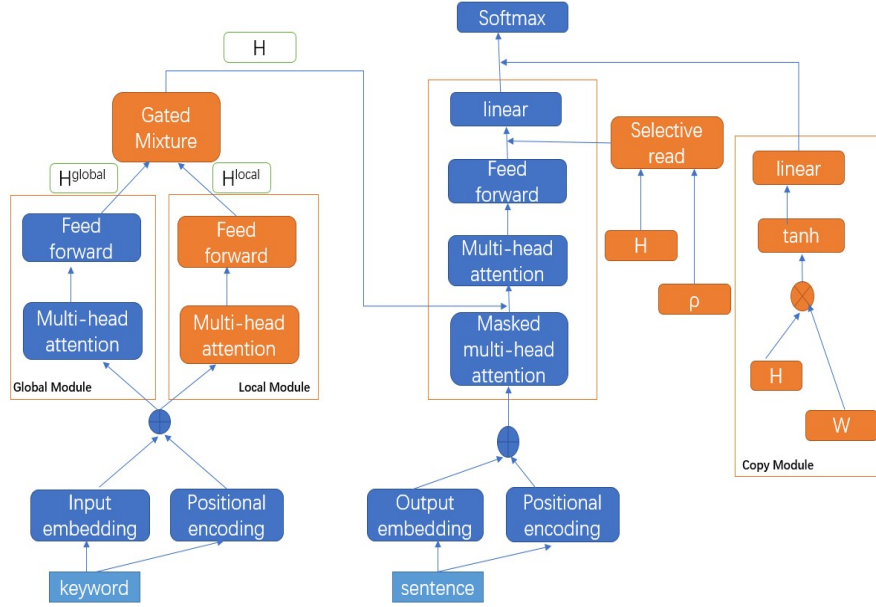 Softmax
H
linear
Gated
Mixture
Selective
read
linear
H^global
H^local
Feed
forward
Feed
forward
Feed
forward
tanh
H
Multi-head
attention
ρ
Multi-head
attention
Multi-head
attention
Masked
multi-head
attention
H
Global Module
Local Module
W
Copy Module
Input
embedding
Positional
encoding
Output
embedding
Positional
encoding
keyword
sentence